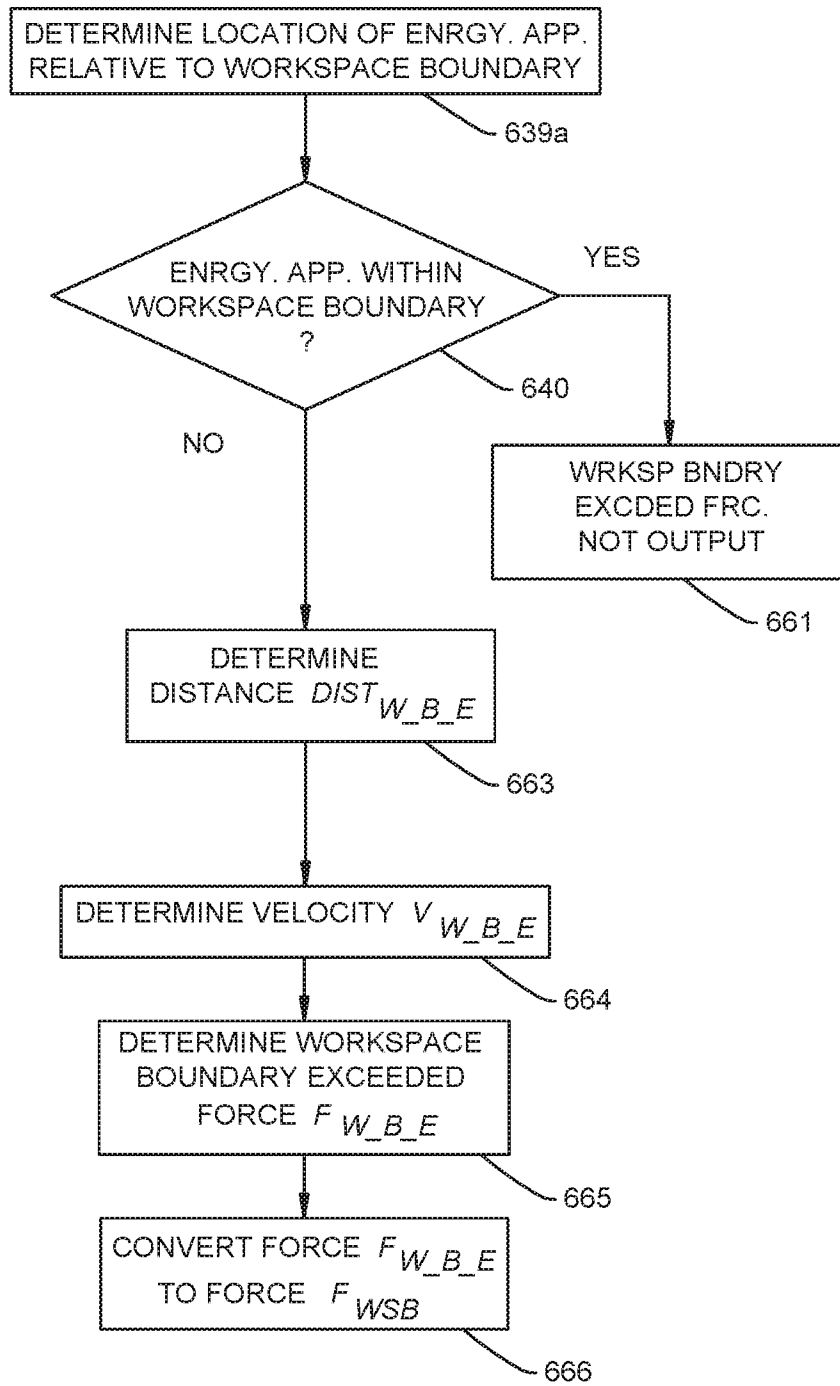 DETERMINE LOCATION OF ENRGY. APP.
RELATIVE TO WORKSPACE BOUNDARY
639a
ENRGY. APP. WITHIN
WORKSPACE BOUNDARY
?
YES
640
NO
WRKSP BNDRY
EXCDED FRC.
NOT OUTPUT
661
DETERMINE
DISTANCE DIST W_B_E
663
DETERMINE VELOCITY V W_B_E
664
DETERMINE WORKSPACE
BOUNDARY EXCEEDED
FORCE F W_B_E
665
CONVERT FORCE F W_B_E
TO FORCE F WSB
666